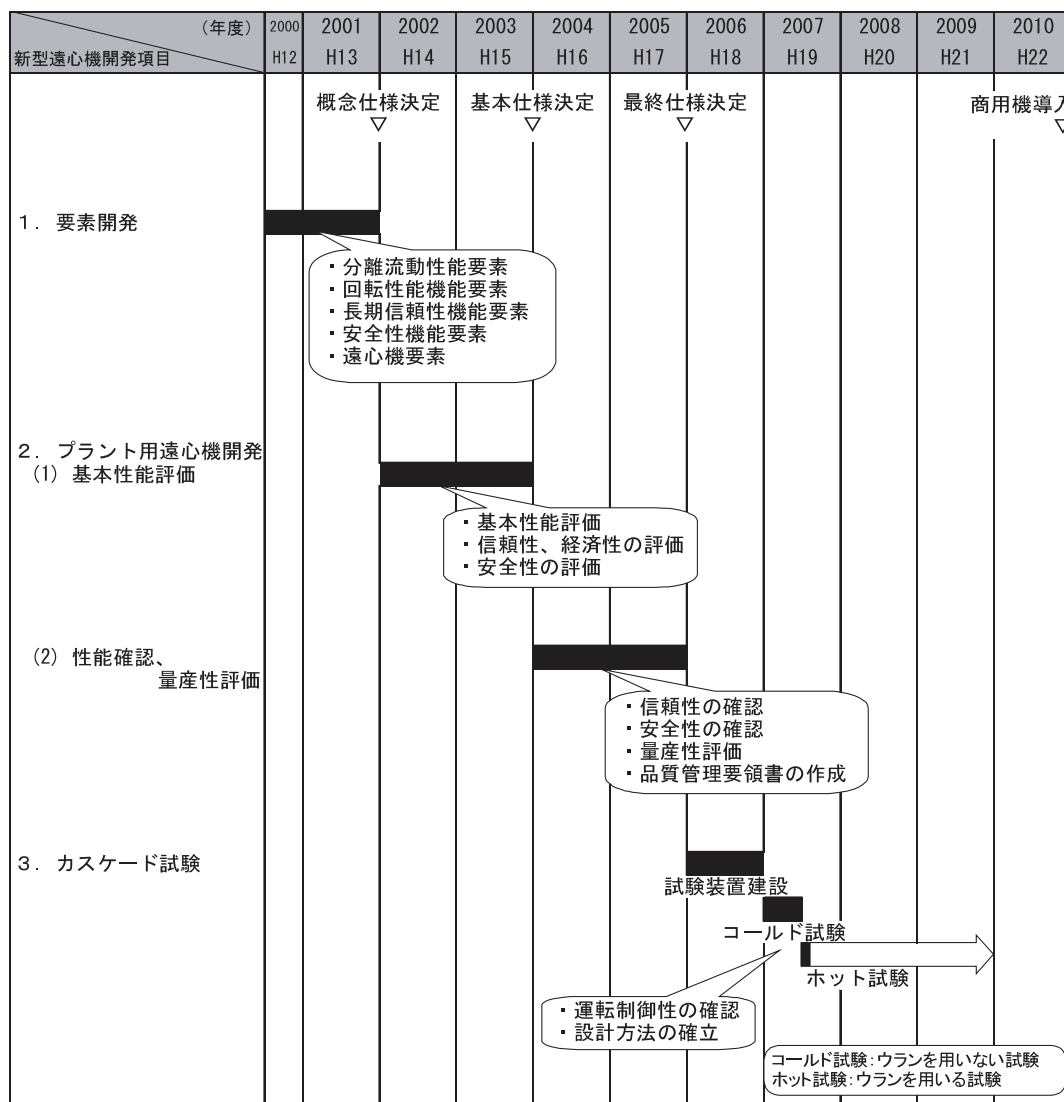 (年度)
新型遠心機開発項目
2000 2001 2002 2003 2004 2005 2006 2007 2008 2009 2010
H12 H13 H14 H15 H16 H17 H18 H19 H20 H21 H22
概念仕様決定 基本仕様決定 最終仕様決定 商用機導入
▽ ▽ ▽ ▽
1. 要素開発
・分離流動性能要素
・回転性能機能要素
・長期信頼性機能要素
・安全性機能要素
・遠心機要素
2. プラント用遠心機開発
(1) 基本性能評価
・基本性能評価
・信頼性、経済性の評価
・安全性の評価
(2) 性能確認、
量産性評価
・信頼性の確認
・安全性の確認
・量産性評価
・品質管理要領書の作成
3. カスケード試験
試験装置建設
コールド試験
ホット試験
・運転制御性の確認
・設計方法の確立
コールド試験:ウランを用いない試験
ホット試験:ウランを用いる試験